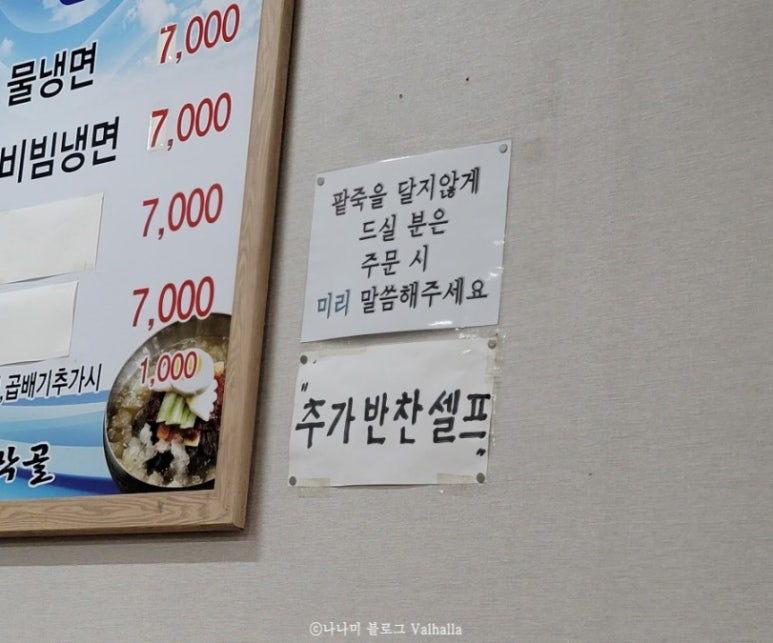 물냉면 7,000
비빔냉면 7,000
7,000
7,000
곱배기추가시 1,000
팥죽을 달지않게
드실 분은
주문 시
미리 말씀해주세요
"추가반찬셀프"
ⓒ나나미 블로그 Valhalla